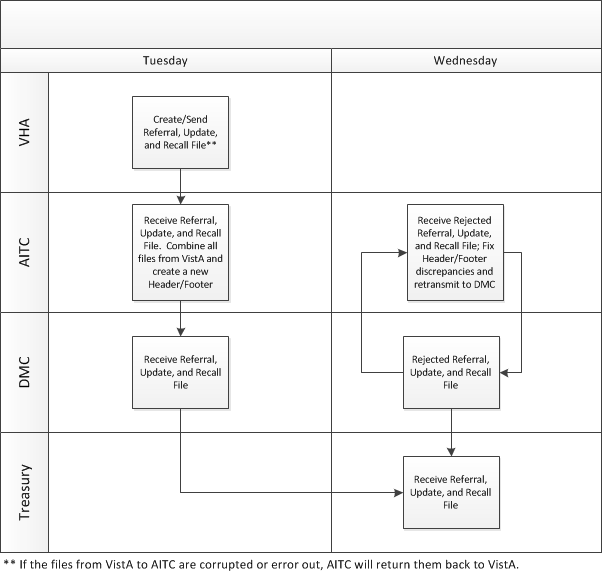 Tuesday
Wednesday
VHA
Create/Send
Referral, Update,
and Recall File**
AITC
Receive Referral,
Update, and Recall
File. Combine all
files from VistA and
create a new
Header/Footer
Receive Rejected
Referral, Update,
and Recall File; Fix
Header/Footer
discrepancies and
retransmit to DMC
DMC
Receive Referral,
Update, and Recall
File
Rejected Referral,
Update, and Recall
File
Treasury
Receive Referral,
Update, and Recall
File
** If the files from VistA to AITC are corrupted or error out, AITC will return them back to VistA.